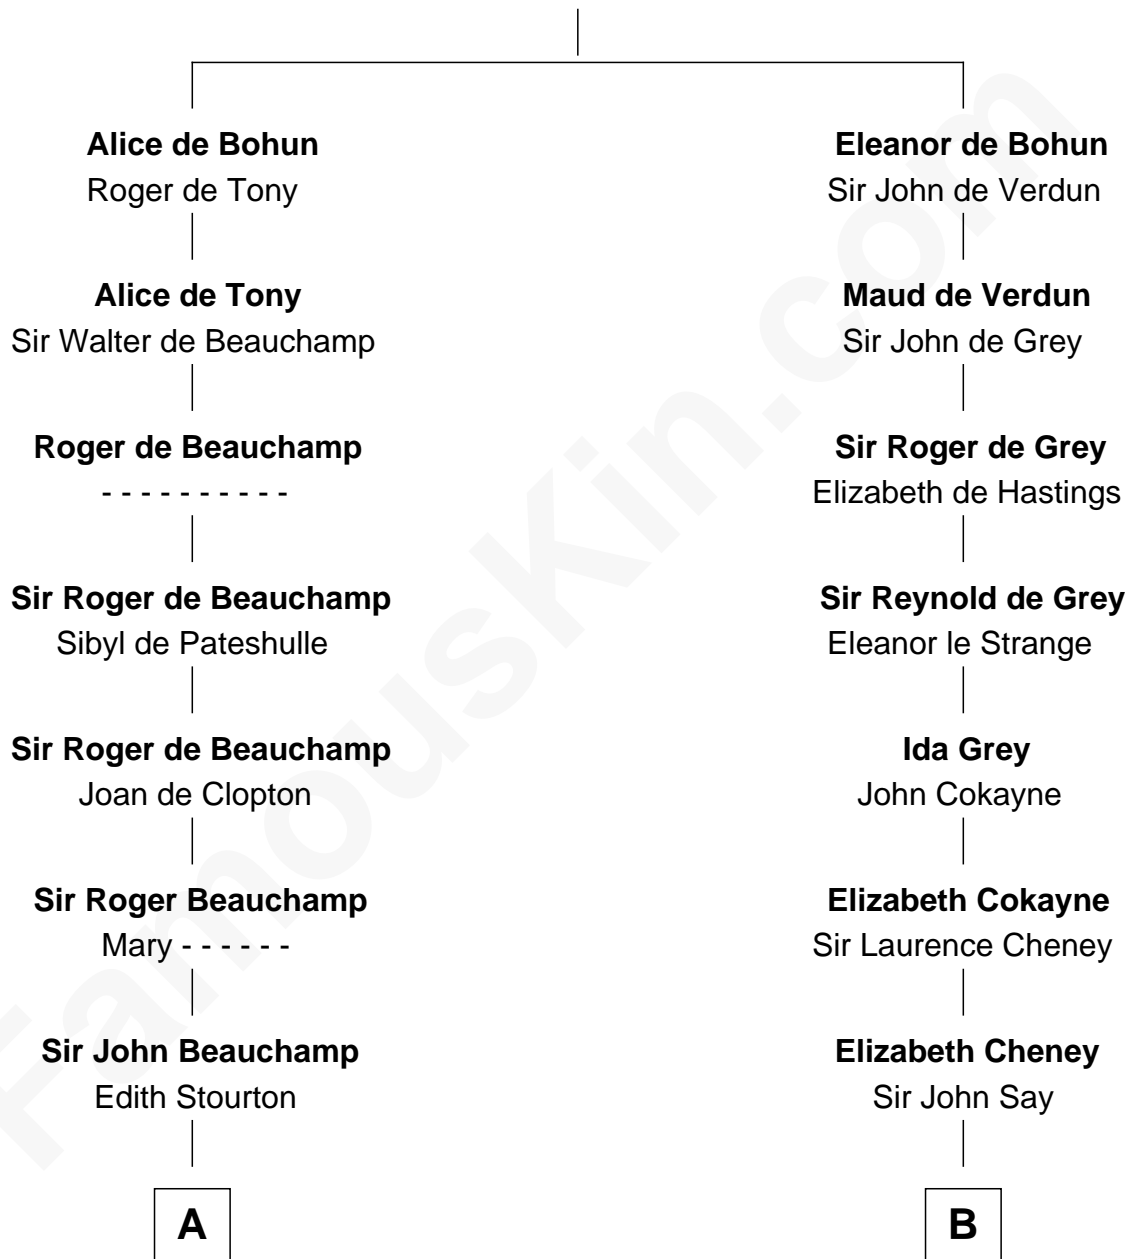 Alice de Bohun
Roger de Tony
Alice de Tony
Sir Walter de Beauchamp
Roger de Beauchamp
- - - - - - - - - -
Sir Roger de Beauchamp
Sibyl de Pateshulle
Sir Roger de Beauchamp
Joan de Clopton
Sir Roger Beauchamp
Mary - - - - - -
Sir John Beauchamp
Edith Stourton
A
Eleanor de Bohun
Sir John de Verdun
Maud de Verdun
Sir John de Grey
Sir Roger de Grey
Elizabeth de Hastings
Sir Reynold de Grey
Eleanor le Strange
Ida Grey
John Cokayne
Elizabeth Cokayne
Sir Laurence Cheney
Elizabeth Cheney
Sir John Say
B
FamousKin.com